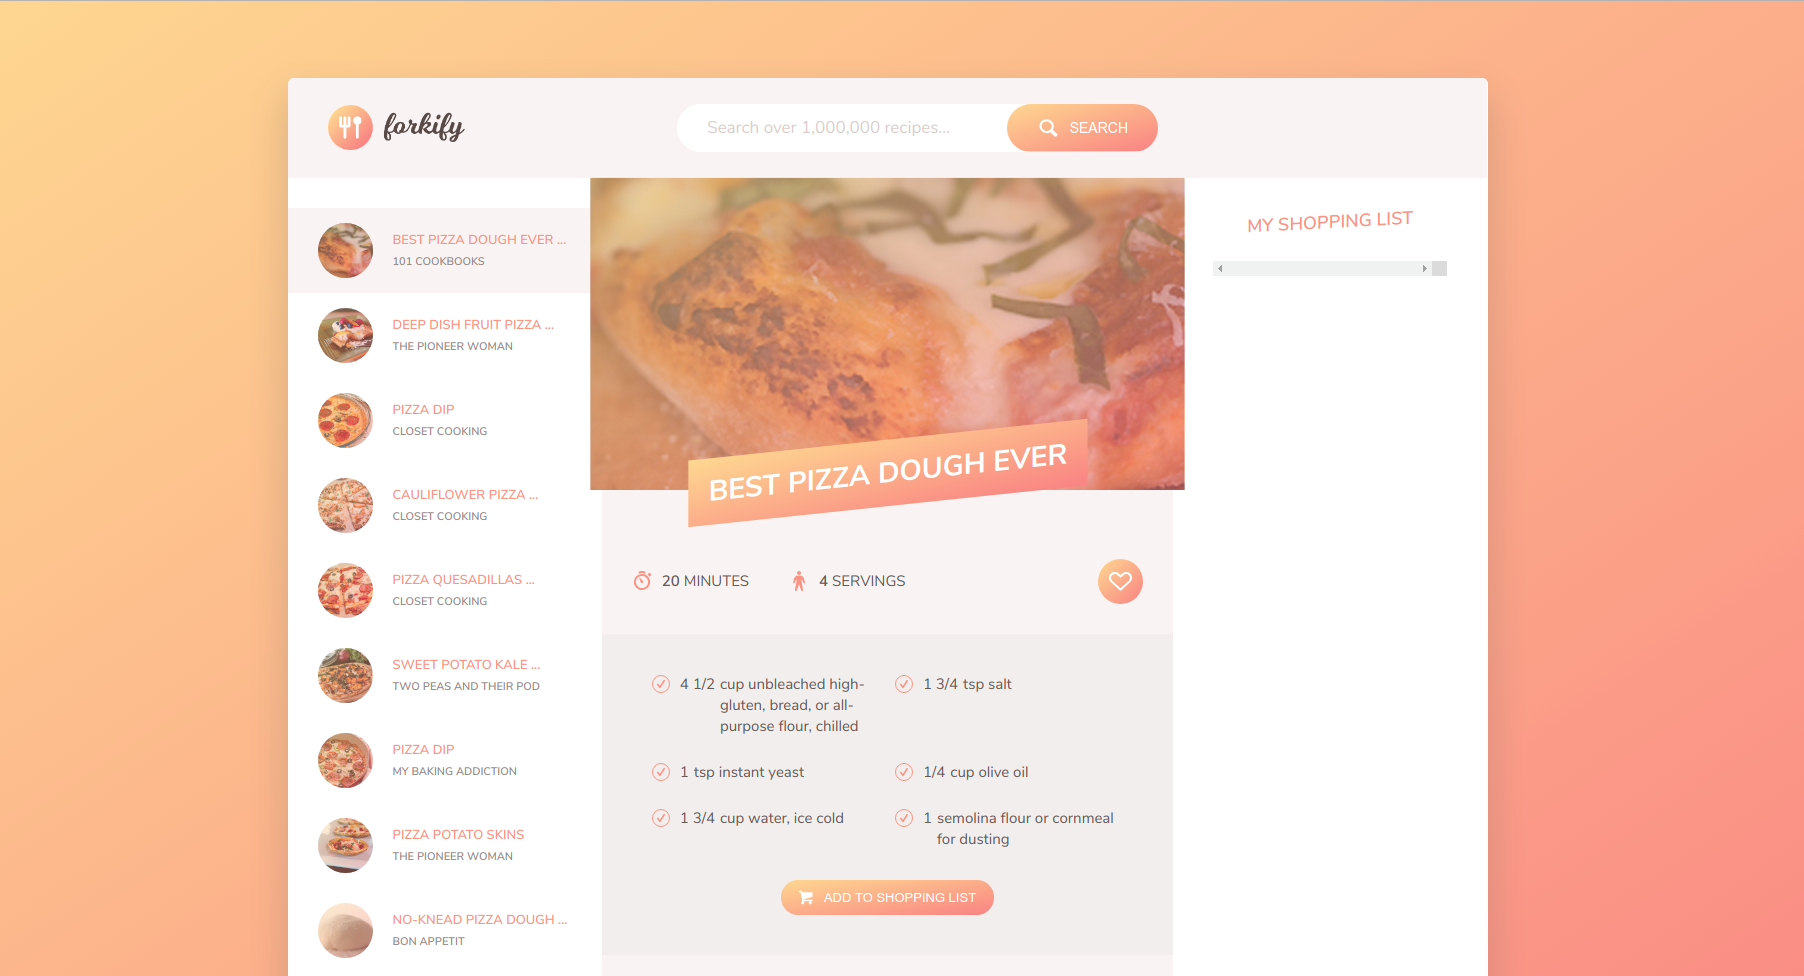 forkify
Search over 1,000,000 recipes...
SEARCH
BEST PIZZA DOUGH EVER ...
101 COOKBOOKS
DEEP DISH FRUIT PIZZA ...
THE PIONEER WOMAN
PIZZA DIP
CLOSET COOKING
CAULIFLOWER PIZZA ...
CLOSET COOKING
PIZZA QUESADILLAS ...
CLOSET COOKING
SWEET POTATO KALE ...
TWO PEAS AND THEIR POD
PIZZA DIP
MY BAKING ADDICTION
PIZZA POTATO SKINS
THE PIONEER WOMAN
NO-KNEAD PIZZA DOUGH ...
BON APPETIT
BEST PIZZA DOUGH EVER
20 MINUTES
4 SERVINGS
4 1/2 cup unbleached high-
gluten, bread, or all-
purpose flour, chilled
1 3/4 tsp salt
1 tsp instant yeast
1/4 cup olive oil
1 3/4 cup water, ice cold
1 semolina flour or cornmeal
for dusting
ADD TO SHOPPING LIST
MY SHOPPING LIST